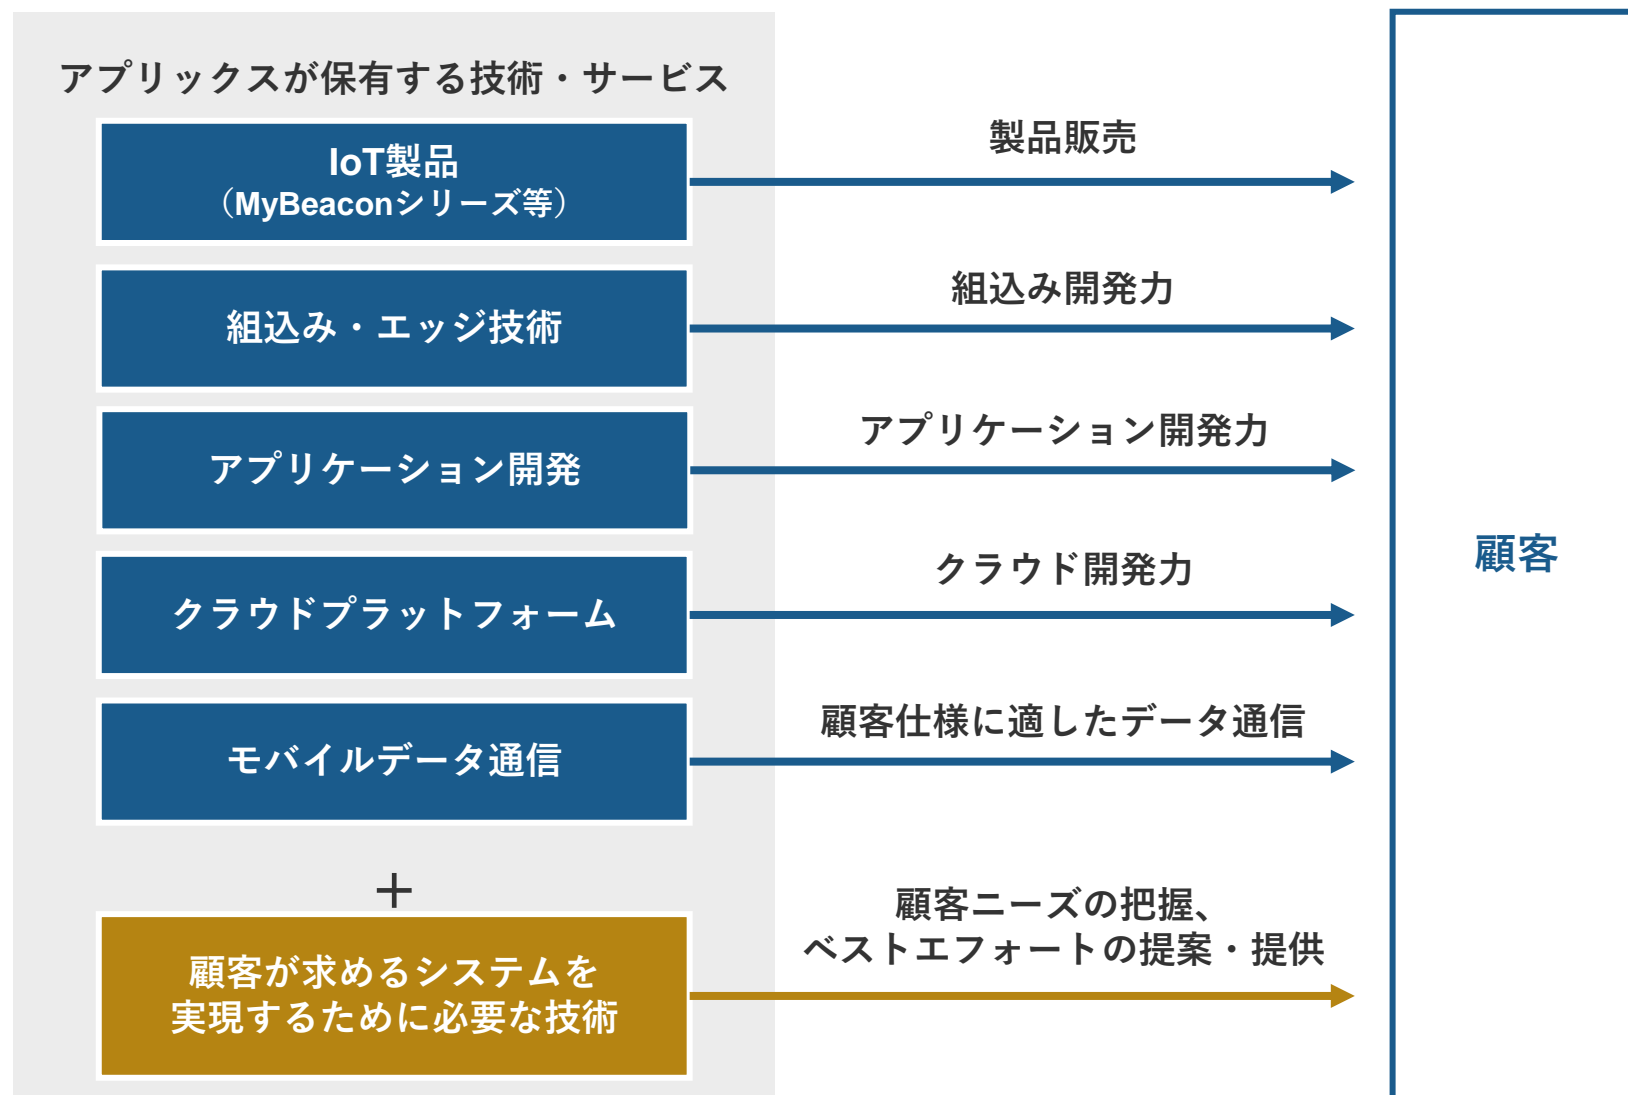 アプリックスが保有する技術・サービス
IoT製品
（MyBeaconシリーズ等）
製品販売
組込み・エッジ技術
組込み開発力
アプリケーション開発
アプリケーション開発力
クラウドプラットフォーム
クラウド開発力
モバイルデータ通信
顧客仕様に適したデータ通信
＋
顧客が求めるシステムを
実現するために必要な技術
顧客ニーズの把握、
ベストエフォートの提案・提供
顧客